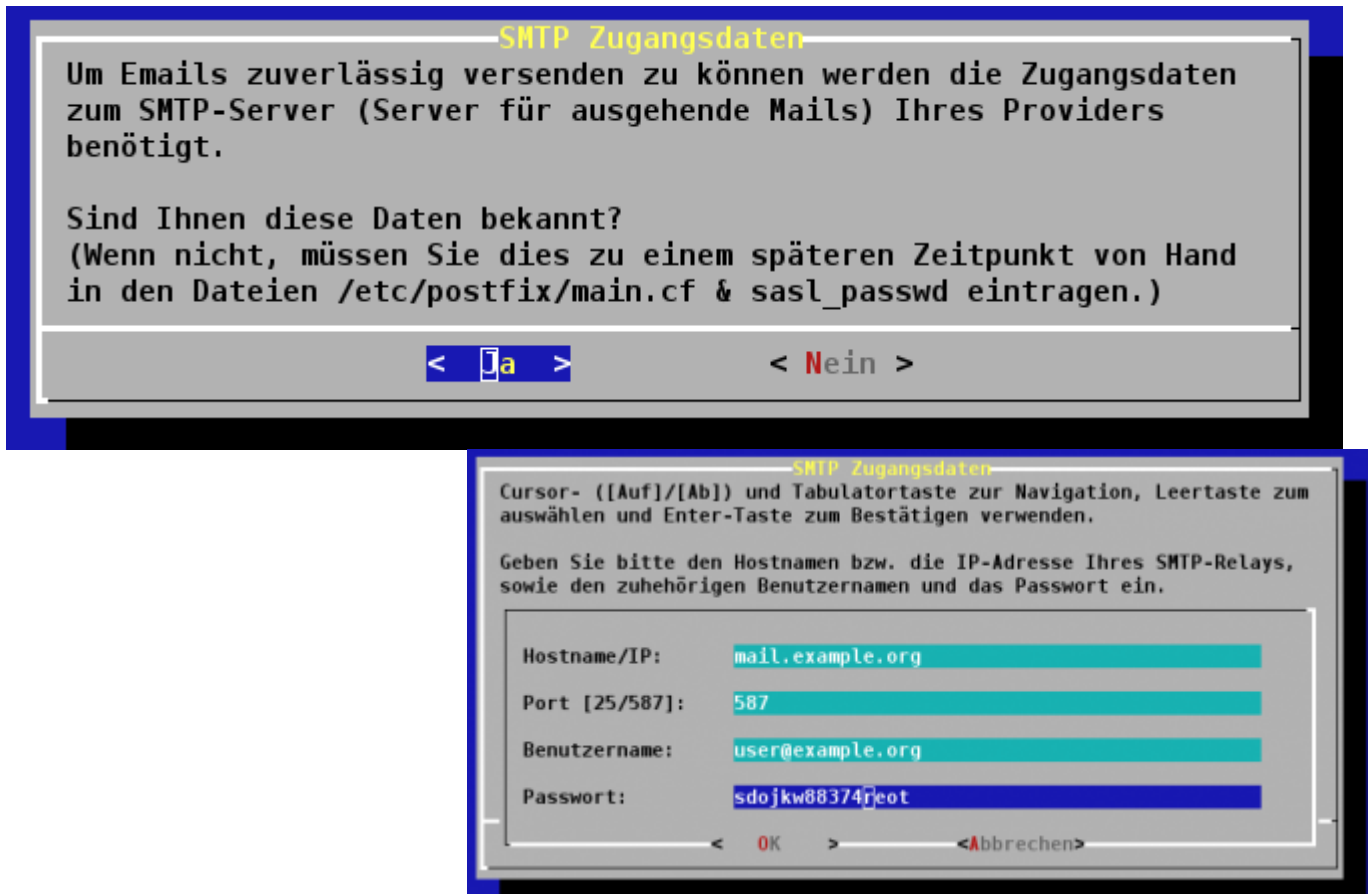 SMTP Zugangsdaten
Um Emails zuverlässig versenden zu können werden die Zugangsdaten
zum SMTP-Server (Server für ausgehende Mails) Ihres Providers
benötigt.
Sind Ihnen diese Daten bekannt?
(Wenn nicht, müssen Sie dies zu einem späteren Zeitpunkt von Hand
in den Dateien /etc/postfix/main.cf & sasl_passwd eintragen.)
< Ja > < Nein >
SMTP Zugangsdaten
Cursor- ([Auf]/[Ab]) und Tabulatortaste zur Navigation, Leertaste zum
auswählen und Enter-Taste zum Bestätigen verwenden.
Geben Sie bitte den Hostnamen bzw. die IP-Adresse Ihres SMTP-Relays,
sowie den zuhehörigen Benutzernamen und das Passwort ein.
Hostname/IP: mail.example.org
Port [25/587]: 587
Benutzername: user@example.org
Passwort: sdojkw88374reot
< OK > <Abbrechen>